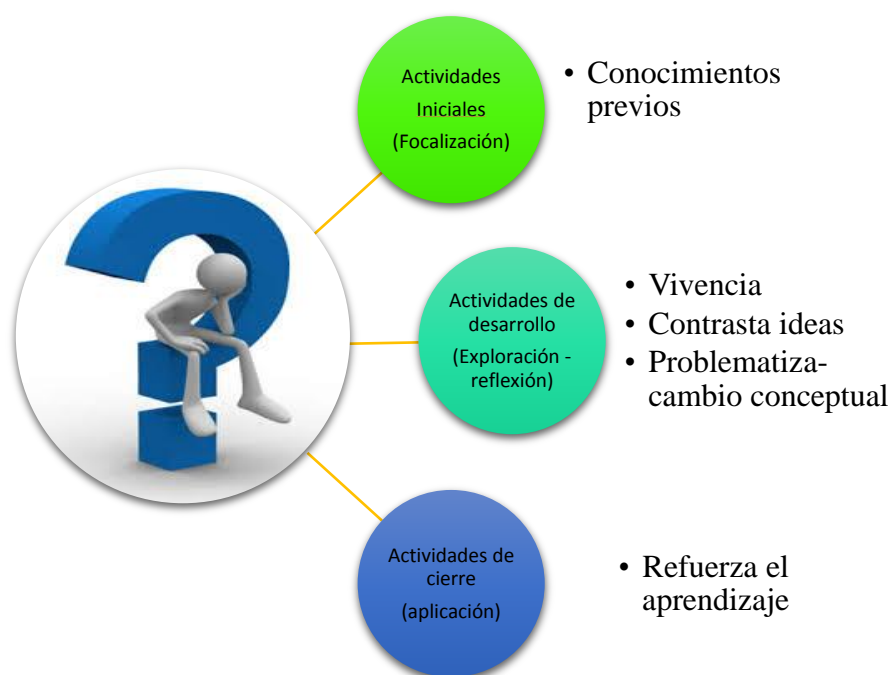 Actividades
Iniciales
(Focalización)
• Conocimientos
previos
Actividades de
desarrollo
(Exploración -
reflexión)
• Vivencia
• Contrasta ideas
• Problematiza-
cambio conceptual
Actividades de
cierre
(aplicación)
• Refuerza el
aprendizaje